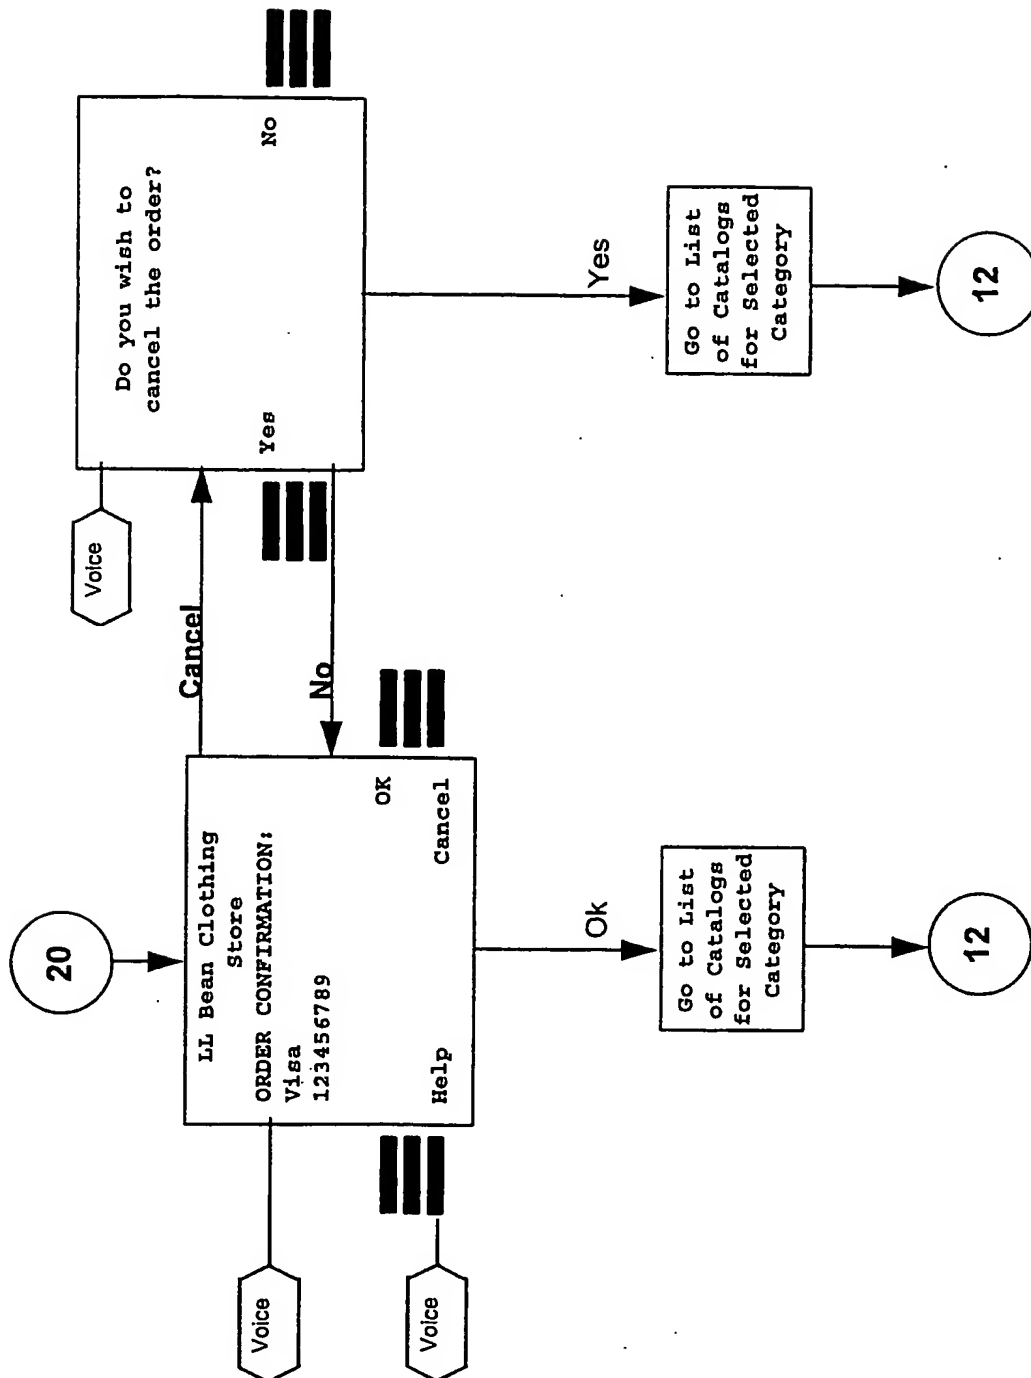 20
LL Bean Clothing
Store
ORDER CONFIRMATION:
Visa
123456789
OK
Help
Cancel
Voice
Voice
Cancel
No
Voice
Do you wish to
cancel the order?
Yes
No
Ok
Go to List
of Catalogs
for Selected
Category
12
Yes
Go to List
of Catalogs
for Selected
Category
12